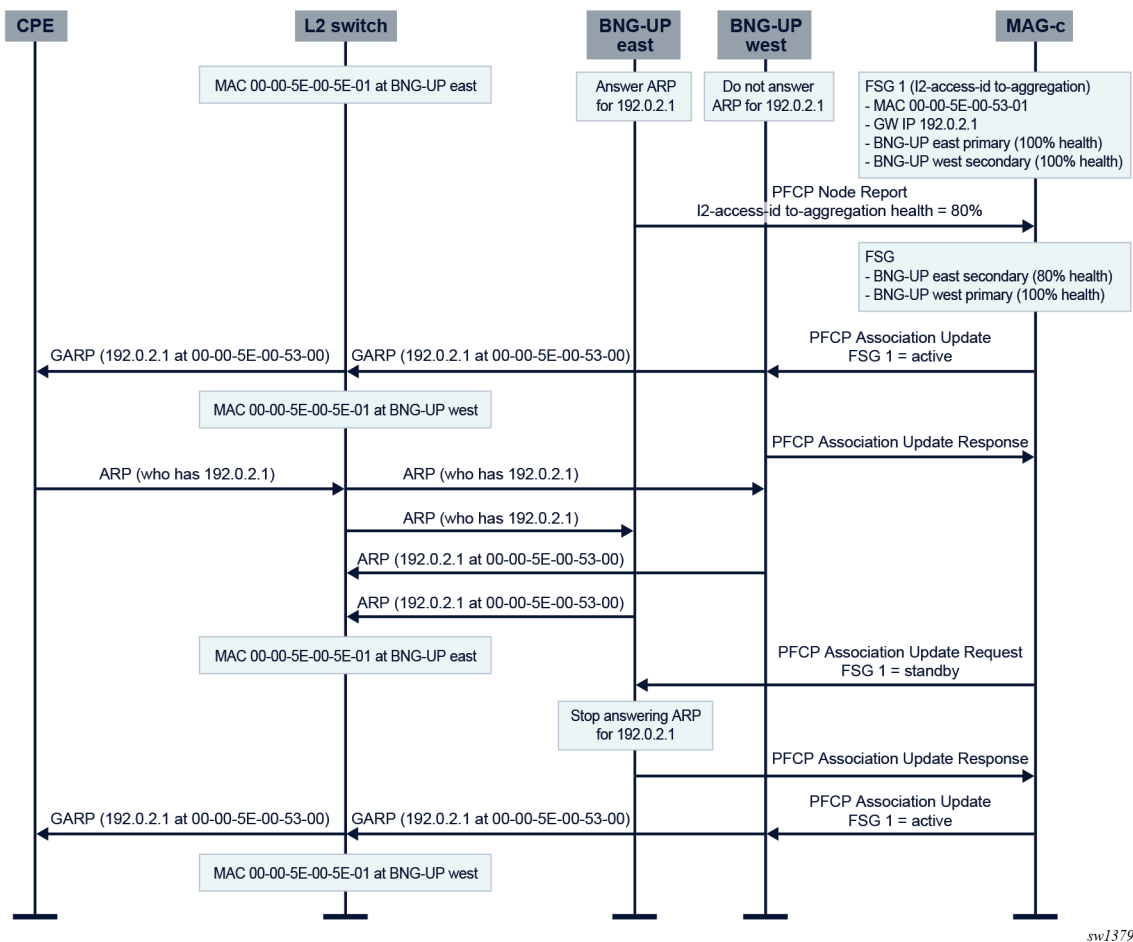 CPE
L2 switch
BNG-UP
east
BNG-UP
west
MAG-c
MAC 00-00-5E-00-5E-01 at BNG-UP east
Answer ARP
for 192.0.2.1
Do not answer
ARP for 192.0.2.1
FSG 1 (l2-access-id to-aggregation)
- MAC 00-00-5E-00-53-01
- GW IP 192.0.2.1
- BNG-UP east primary (100% health)
- BNG-UP west secondary (100% health)
PFCP Node Report
l2-access-id to-aggregation health = 80%
FSG
- BNG-UP east secondary (80% health)
- BNG-UP west primary (100% health)
PFCP Association Update
FSG 1 = active
GARP (192.0.2.1 at 00-00-5E-00-53-00)
GARP (192.0.2.1 at 00-00-5E-00-53-00)
MAC 00-00-5E-00-5E-01 at BNG-UP west
PFCP Association Update Response
ARP (who has 192.0.2.1)
ARP (who has 192.0.2.1)
ARP (who has 192.0.2.1)
ARP (192.0.2.1 at 00-00-5E-00-53-00)
ARP (192.0.2.1 at 00-00-5E-00-53-00)
MAC 00-00-5E-00-5E-01 at BNG-UP east
PFCP Association Update Request
FSG 1 = standby
Stop answering ARP
for 192.0.2.1
PFCP Association Update Response
PFCP Association Update
FSG 1 = active
GARP (192.0.2.1 at 00-00-5E-00-53-00)
GARP (192.0.2.1 at 00-00-5E-00-53-00)
MAC 00-00-5E-00-5E-01 at BNG-UP west
sw1379